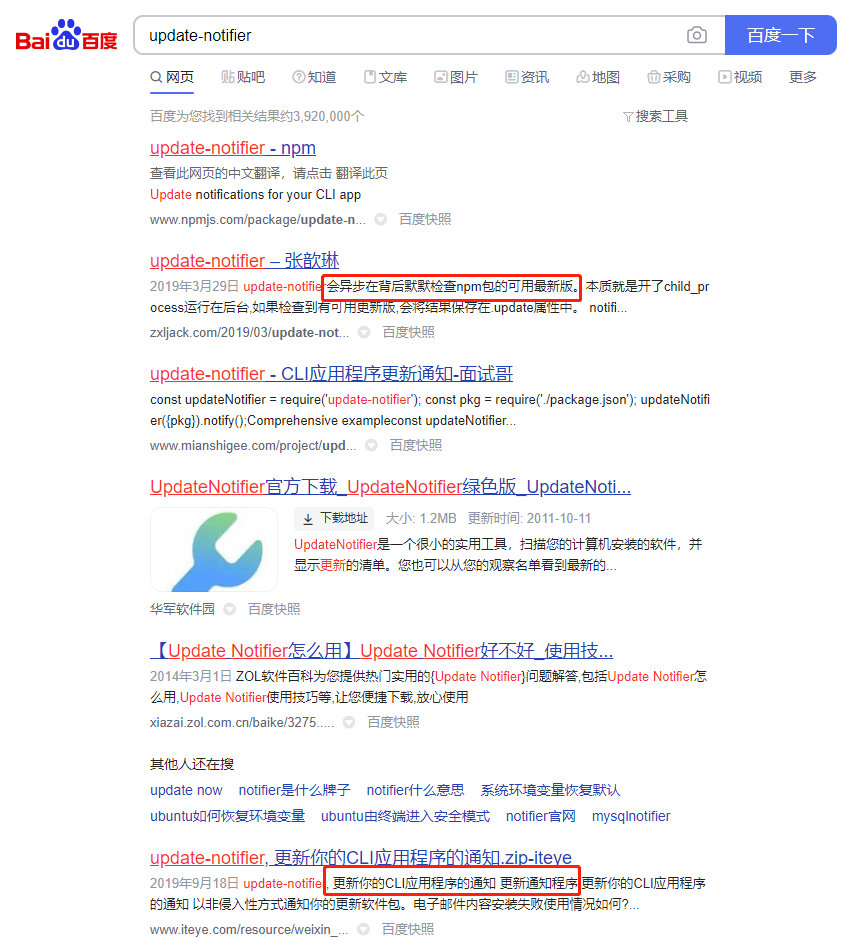 Bai du 百度 update-notifier 百度一下
网页 贴吧 知道 文库 图片 资讯 地图 采购 视频 更多
百度为您找到相关结果约3,920,000个 搜索工具
update-notifier - npm
查看此网页的中文翻译，请点击 翻译此页
Update notifications for your CLI app
www.npmjs.com/package/update-n... 百度快照
update-notifier – 张歆琳
2019年3月29日 update-notifier会异步在背后默默检查npm包的可用最新版。 本质就是开了child_pr
ocess运行在后台,如果检查到有可用更新版,会将结果保存在.update属性中。 notifi...
zxljack.com/2019/03/update-not... 百度快照
update-notifier - CLI应用程序更新通知-面试哥
const updateNotifier = require('update-notifier'); const pkg = require('./package.json'); updateNotifi
er({pkg}).notify();Comprehensive exampleconst updateNotifier...
www.mianshigee.com/project/upd... 百度快照
UpdateNotifier官方下载_UpdateNotifier绿色版_UpdateNoti...
下载地址 大小: 1.2MB 更新时间: 2011-10-11
UpdateNotifier是一个很小的实用工具，扫描您的计算机安装的软件，并
显示更新的清单。您也可以从您的观察名单看到最新的...
华军软件园 百度快照
【Update Notifier怎么用】Update Notifier好不好_使用技...
2014年3月1日 ZOL软件百科为您提供热门实用的{Update Notifier}问题解答,包括Update Notifier怎
么用,Update Notifier使用技巧等,让您便捷下载,放心使用
xiazai.zol.com.cn/baike/3275..... 百度快照
其他人还在搜
update now notifier是什么牌子 notifier什么意思 系统环境变量恢复默认
ubuntu如何恢复环境变量 ubuntu由终端进入安全模式 notifier官网 mysqlnotifier
update-notifier, 更新你的CLI应用程序的通知.zip-iteye
2019年9月18日 update-notifier, 更新你的CLI应用程序的通知 更新通知程序更新你的CLI应用程序
的通知 以非侵入性方式通知你的更新软件包。电子邮件内容安装失败使用情况如何?...
www.iteye.com/resource/weixin_... 百度快照